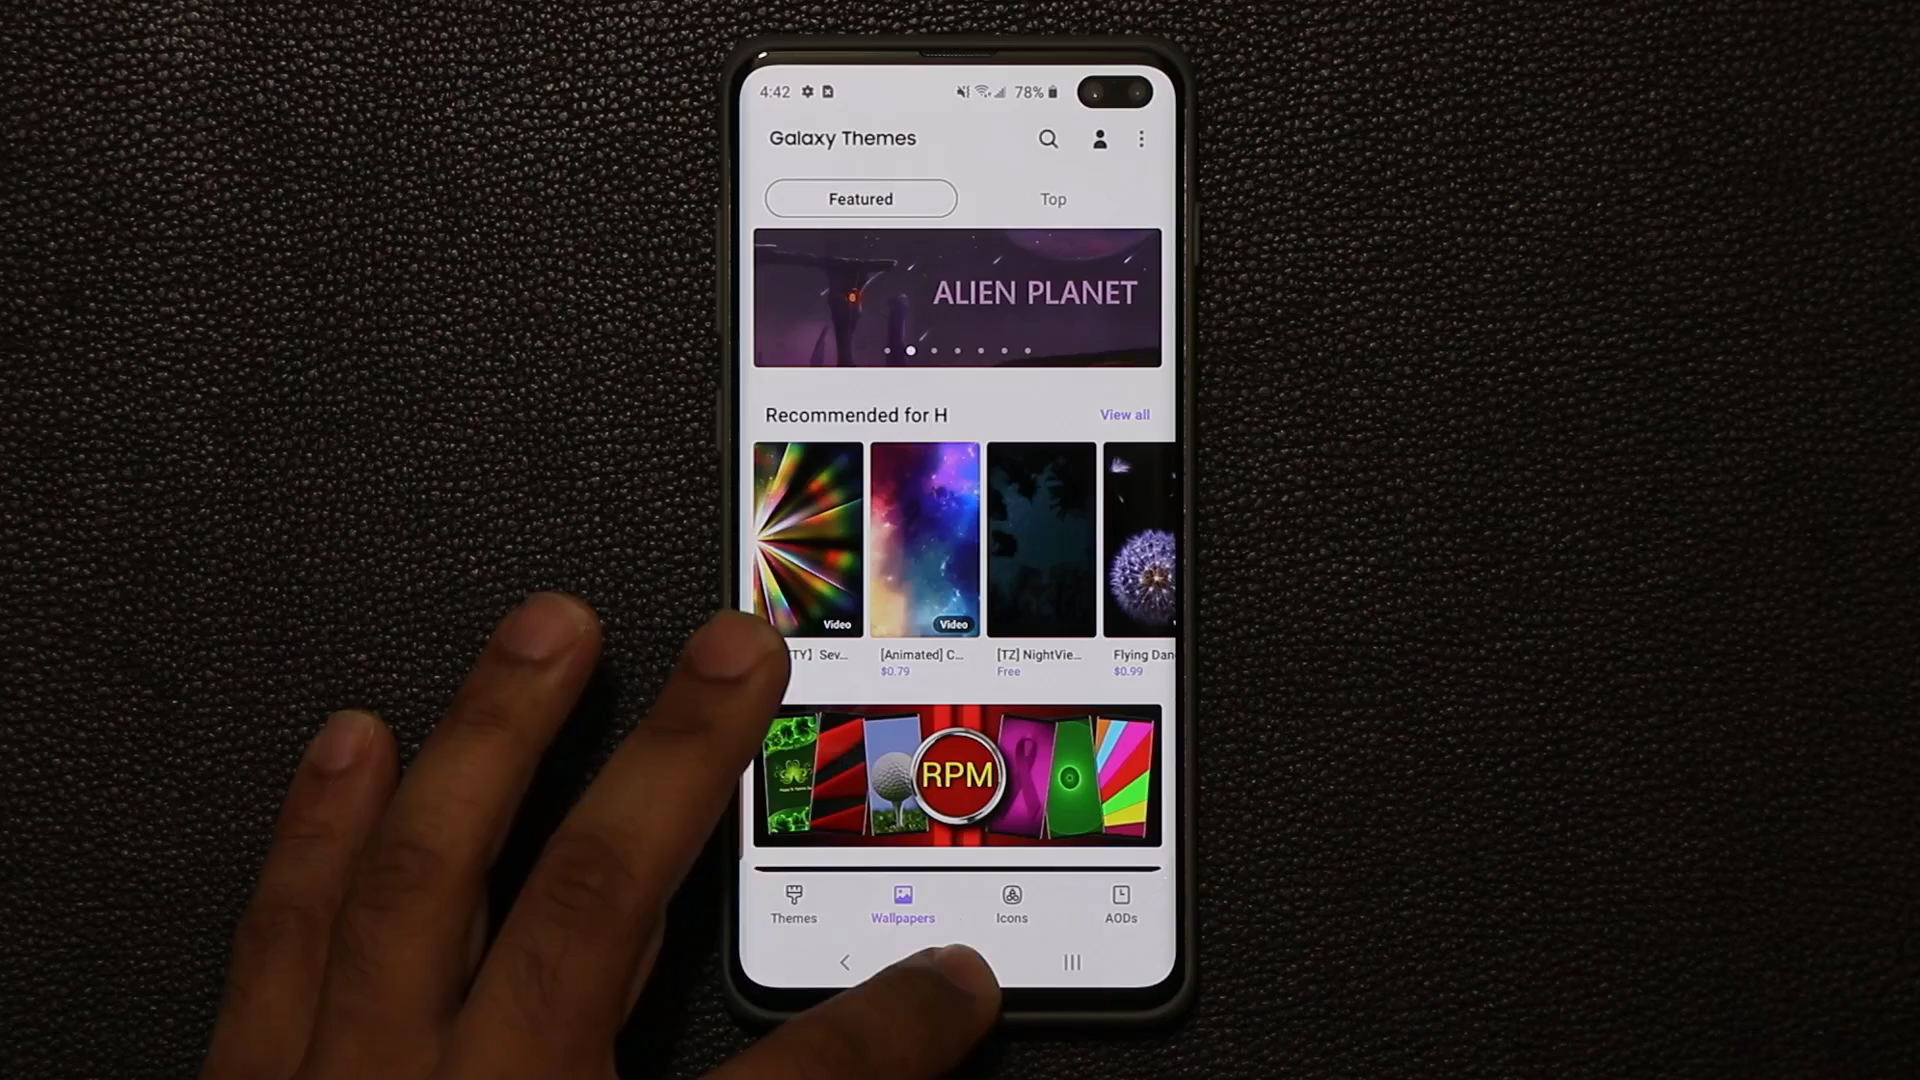 4:42 78%
Galaxy Themes
Featured Top
ALIEN PLANET
Recommended for H View all
Video Video
TY】Sev... [Animated] C... [TZ] NightVie... Flying Dan
$0.79 Free $0.99
RPM
Themes Wallpapers Icons AODs